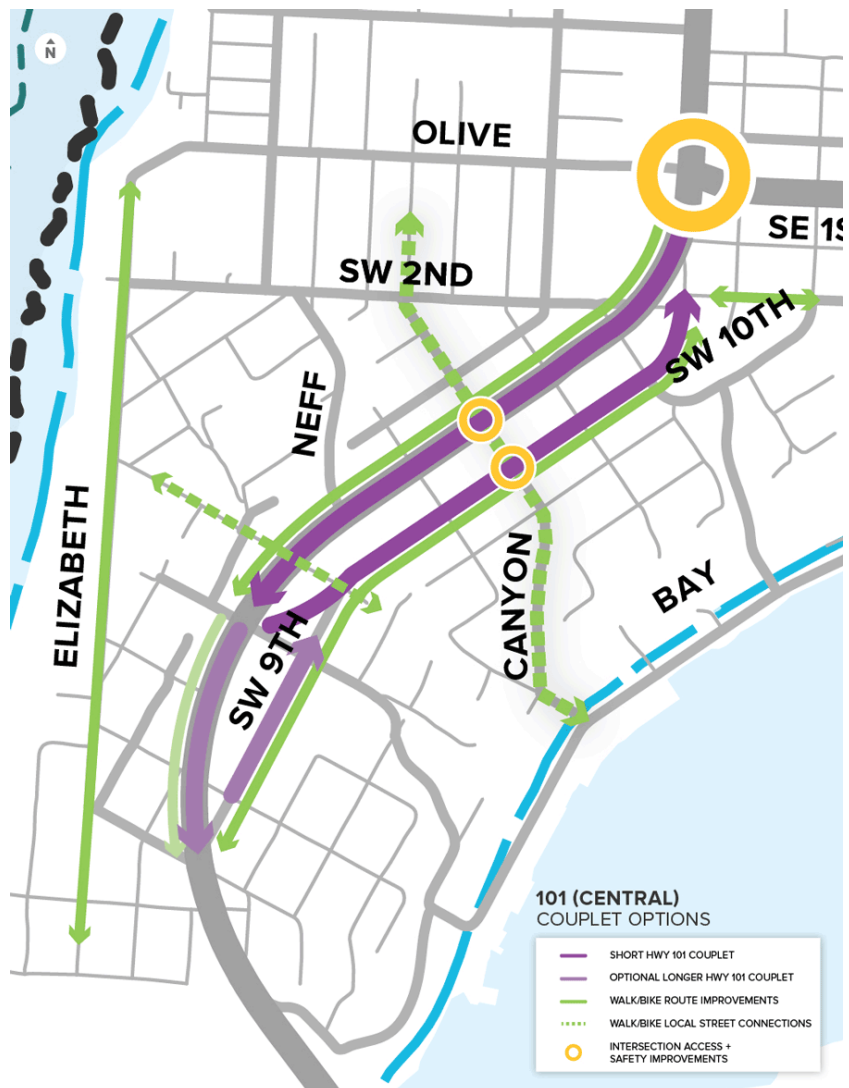 N
OLIVE
SE 1S
SW 2ND
SW 10TH
NEFF
ELIZABETH
CANYON
BAY
SW 9TH
101 (CENTRAL)
COUPLET OPTIONS
SHORT HWY 101 COUPLET
OPTIONAL LONGER HWY 101 COUPLET
WALK/BIKE ROUTE IMPROVEMENTS
WALK/BIKE LOCAL STREET CONNECTIONS
INTERSECTION ACCESS +
SAFETY IMPROVEMENTS